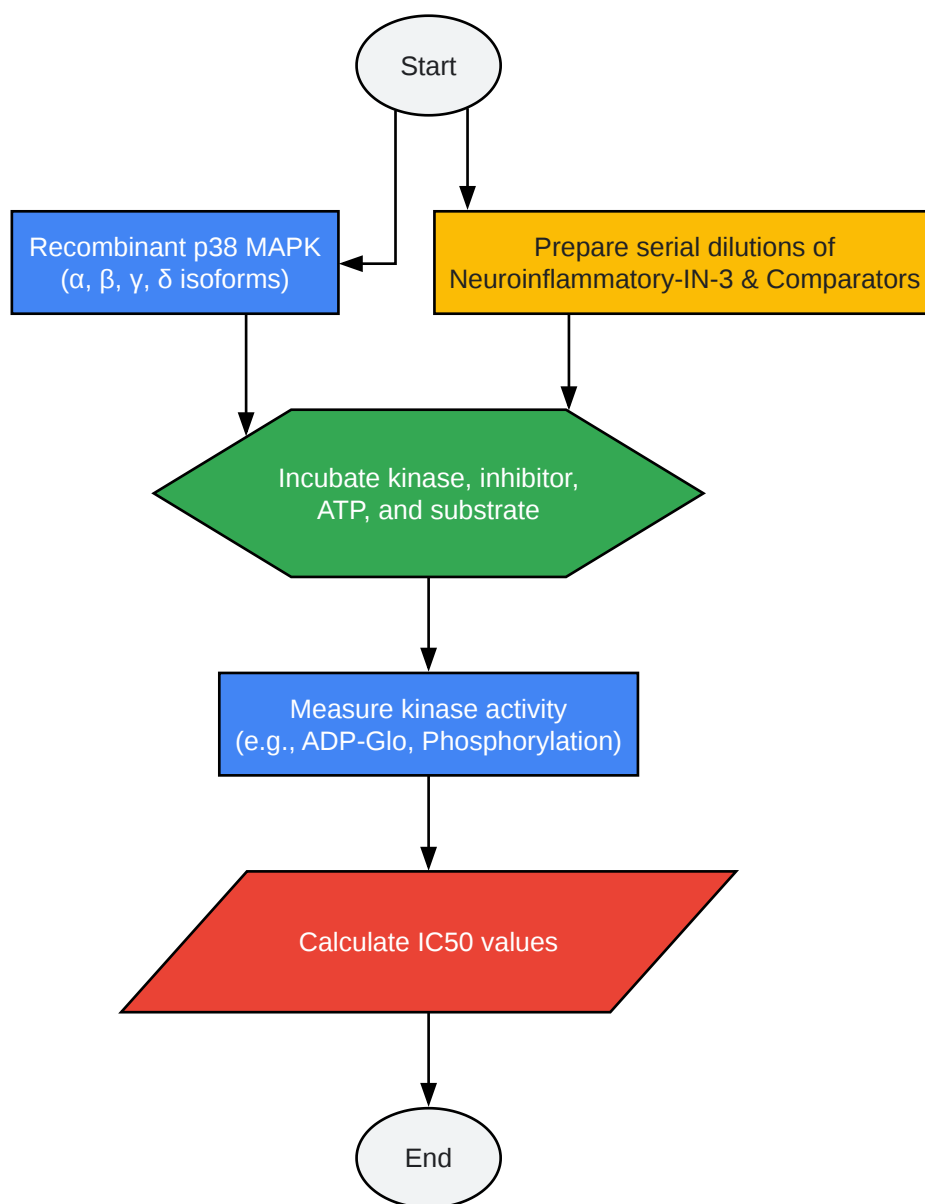 Start
Recombinant p38 MAPK
(α, β, γ, δ isoforms)
Prepare serial dilutions of
Neuroinflammatory-IN-3 & Comparators
Incubate kinase, inhibitor,
ATP, and substrate
Measure kinase activity
(e.g., ADP-Glo, Phosphorylation)
Calculate IC50 values
End